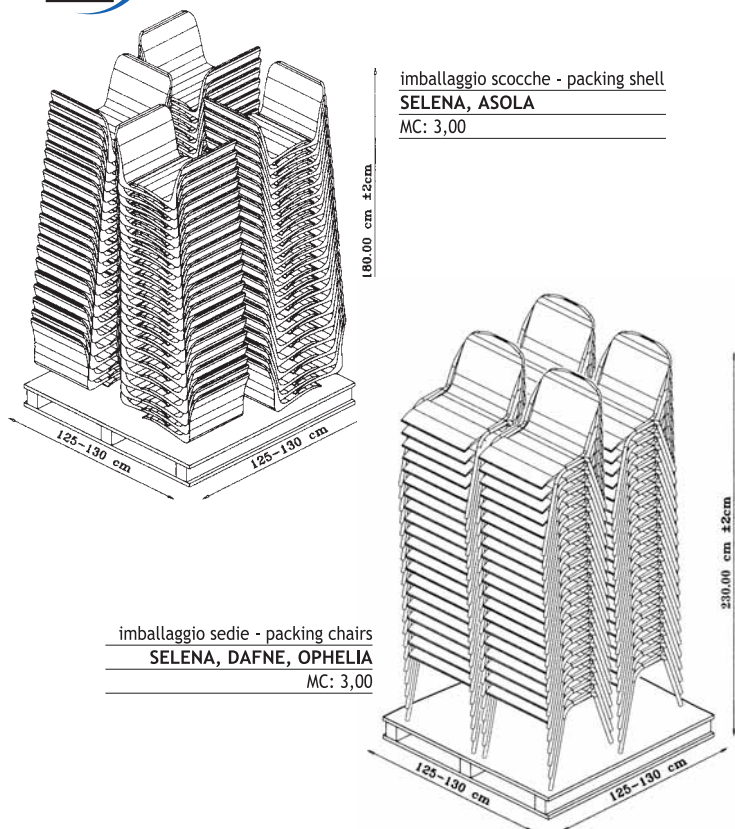 imballaggio scocche - packing shell
SELENA, ASOLA
MC: 3,00
180.00 cm ±2cm
125-130 cm
125-130 cm
imballaggio sedie - packing chairs
SELENA, DAFNE, OPHELIA
MC: 3,00
230.00 cm ±2cm
125-130 cm
125-130 cm